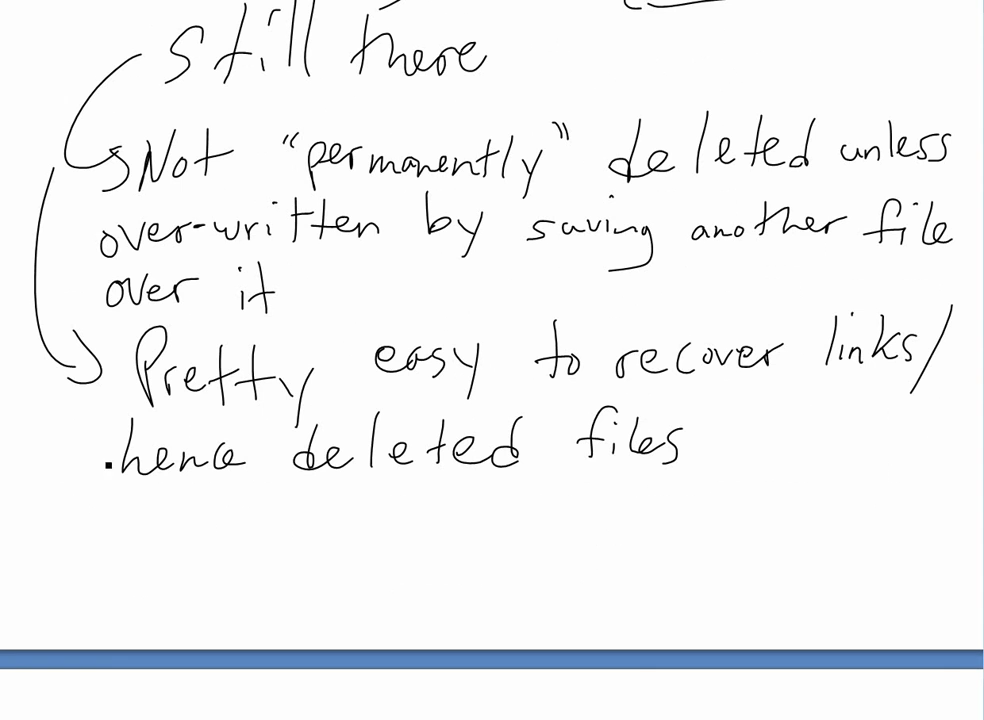 still there
Not "permanently" deleted unless
over-written by saving another file
over it
Pretty easy to recover links/
.hence deleted files